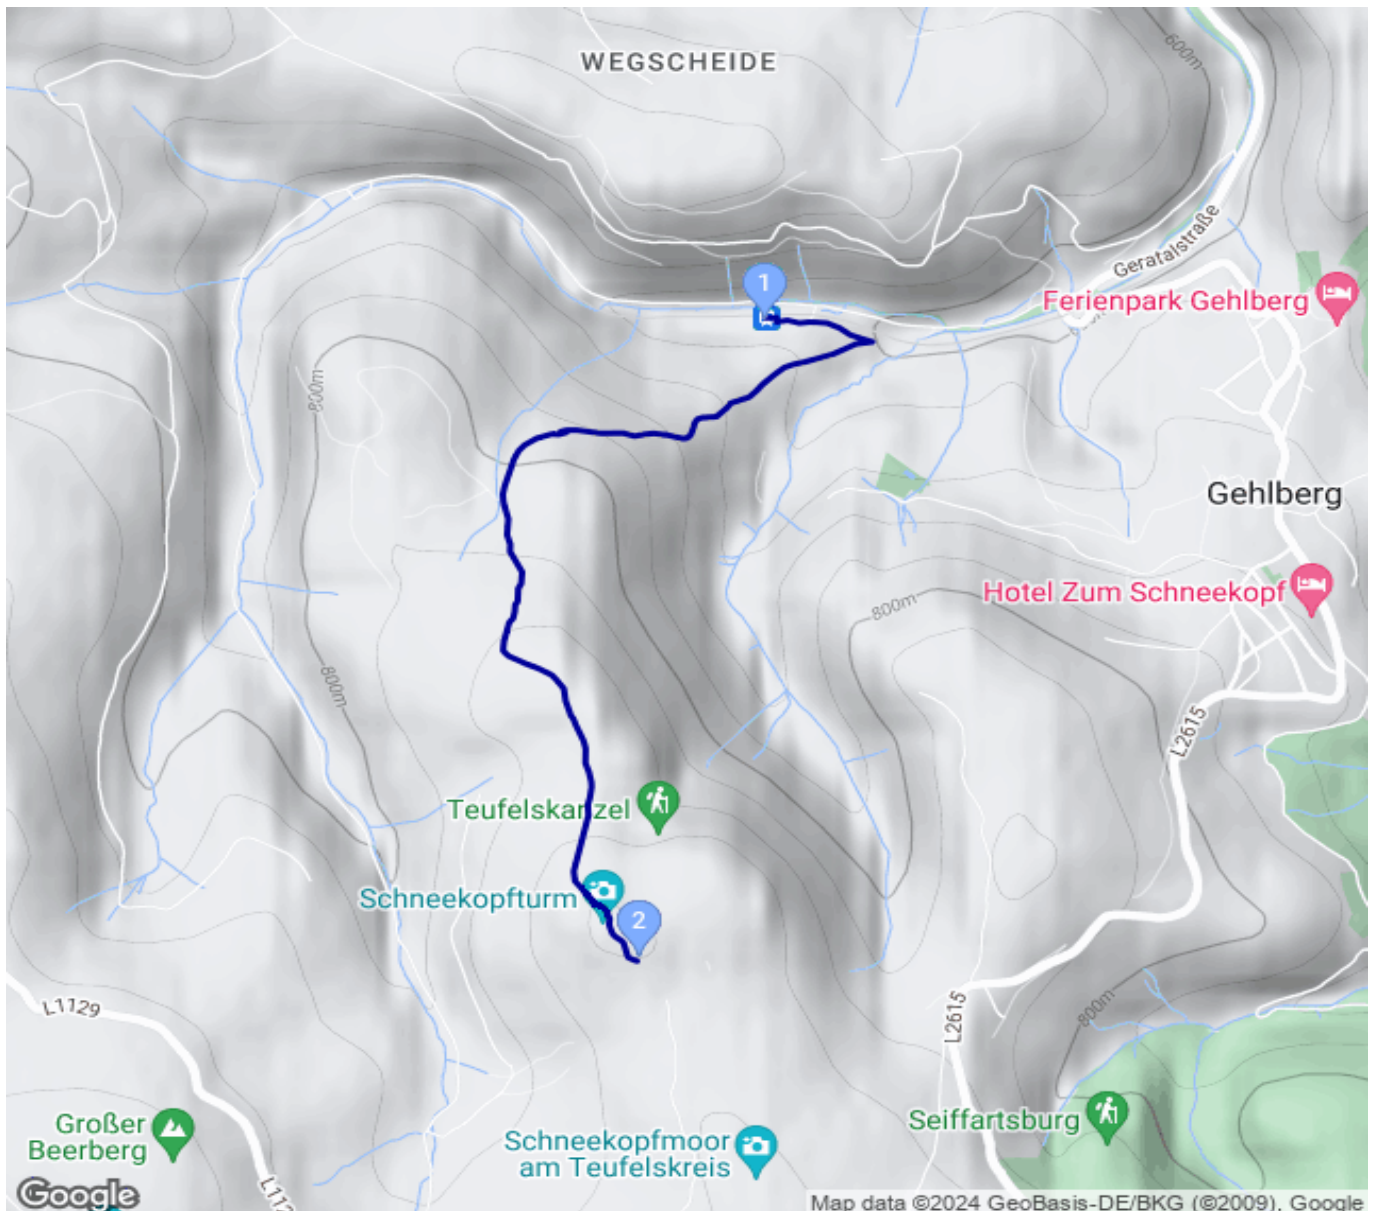 WEGSCHEIDE
600m
Geratalstraße
1
Ferienpark Gehlberg
800m
Gehlberg
Hotel Zum Schneekopf
800m
800m
L2615
Teufelskanzel
Schneekopfturm
2
L1129
L2615
800m
Großer
Beerberg
Seiffartsburg
Schneekopfmoor
am Teufelskreis
Google
Map data ©2024 GeoBasis-DE/BKG (©2009), Google